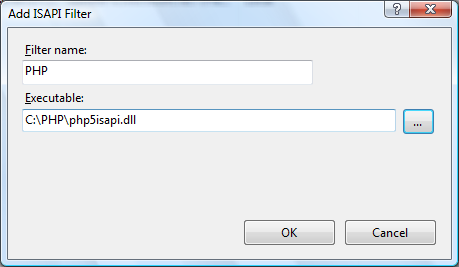 Add ISAPI Filter
Filter name:
PHP
Executable:
C:\PHP\php5isapi.dll
...
OK
Cancel